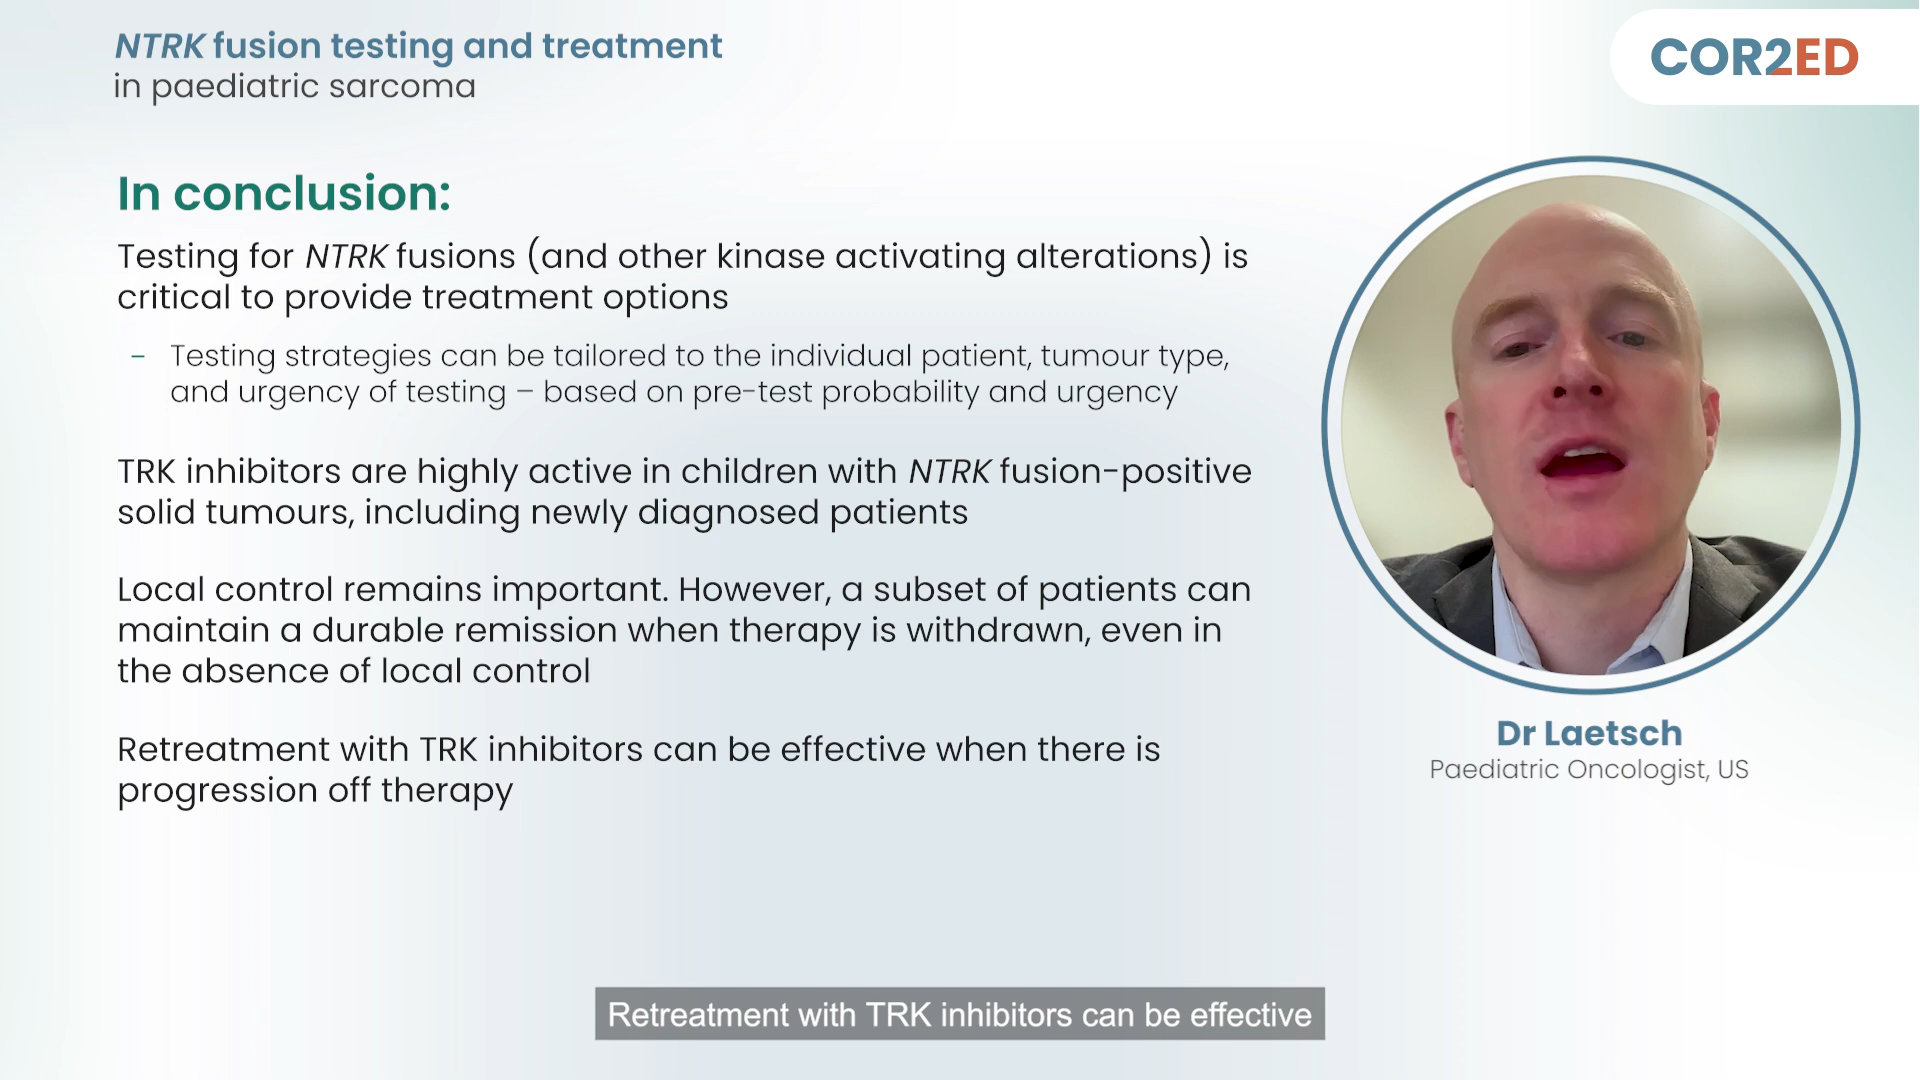 NTRK fusion testing and treatment
in paediatric sarcoma
COR2ED
In conclusion:
Testing for NTRK fusions (and other kinase activating alterations) is
critical to provide treatment options
– Testing strategies can be tailored to the individual patient, tumour type,
and urgency of testing – based on pre-test probability and urgency
TRK inhibitors are highly active in children with NTRK fusion-positive
solid tumours, including newly diagnosed patients
Local control remains important. However, a subset of patients can
maintain a durable remission when therapy is withdrawn, even in
the absence of local control
Retreatment with TRK inhibitors can be effective when there is
progression off therapy
Dr Laetsch
Paediatric Oncologist, US
Retreatment with TRK inhibitors can be effective